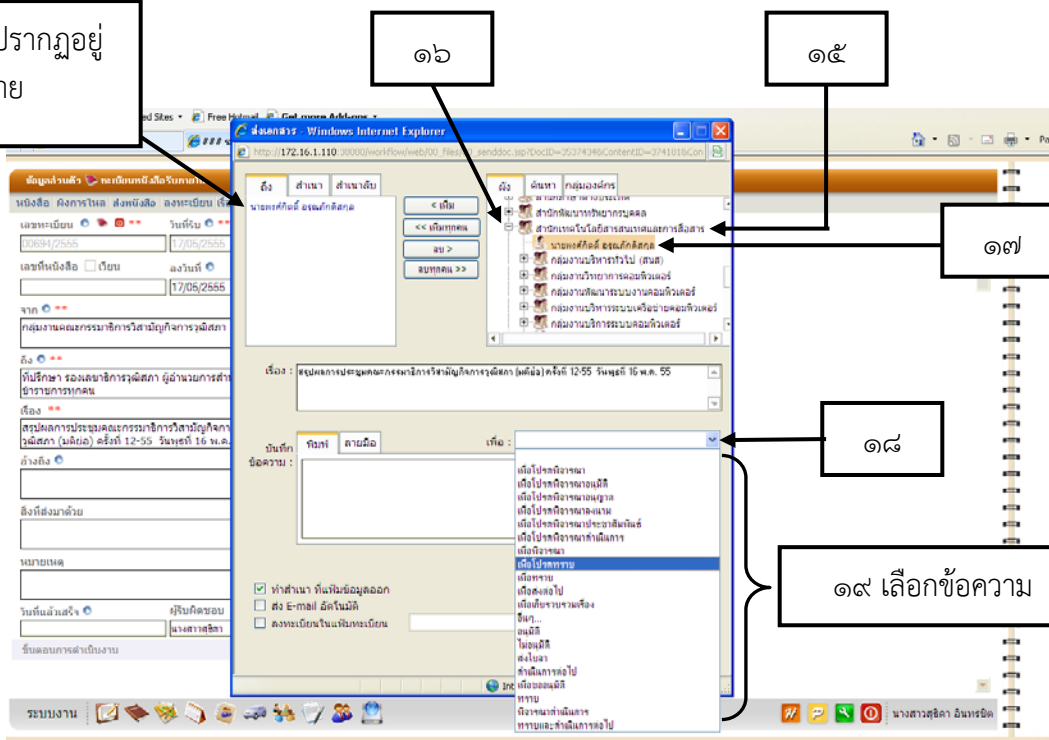 ปรากฏอยู่
าย
๑๖
๑๕
ed Sites
Free Hotmail
Get more Add-ons
ส่งเอกสาร - Windows Internet Explorer
http://172.16.1.110:30000/workflow/web/00_files/
ข้อมูลส่วนตัว
หนังสือ ผังการไหล ส่งหนังสือ ลงทะเบียน
เลขทะเบียน ** วันที่รับ **
00694/2555 17/05/2555
เลขที่หนังสือ เวียน ลงวันที่
17/05/2555
จาก **
กลุ่มงานคณะกรรมาธิการวิสามัญกิจการวุฒิสภา
ถึง **
ที่ปรึกษา รองเลขาธิการวุฒิสภา ผู้อำนวยการสำ
ข้าราชการทุกคน
เรื่อง **
สรุปผลการประชุมคณะกรรมาธิการวิสามัญกิจกา
วุฒิสภา (มติย่อ) ครั้งที่ 12-55 วันพุธที่ 16 พ.ค.
อ้างถึง
สิ่งที่ส่งมาด้วย
หมายเหตุ
วันที่แล้วเสร็จ ผู้รับผิดชอบ
นางสาวสุธิดา
ขั้นตอนการดำเนินงาน
ถึง สำเนา สำเนาลับ
นายพงศ์กิตติ์ อรุณภักดิสกุล
< เพิ่ม
<< เพิ่มทุกคน
ลบ >
ลบทุกคน >>
ผัง ค้นหา กลุ่มองค์กร
สำนักภาษาต่างประเทศ
สำนักพัฒนาทรัพยากรบุคคล
สำนักเทคโนโลยีสารสนเทศและการสื่อสาร
นายพงศ์กิตติ์ อรุณภักดิสกุล
กลุ่มงานบริหารทั่วไป (สนส)
กลุ่มงานวิทยาการคอมพิวเตอร์
กลุ่มงานพัฒนาระบบงานคอมพิวเตอร์
กลุ่มงานบริหารระบบเครือข่ายคอมพิวเตอร์
กลุ่มงานบริการระบบคอมพิวเตอร์
๑๗
เรื่อง : สรุปผลการประชุมคณะกรรมาธิการวิสามัญกิจการวุฒิสภา (มติย่อ) ครั้งที่ 12-55 วันพุธที่ 16 พ.ค. 55
บันทึกข้อความ : พิมพ์ ลายมือ
เพื่อ :
๑๘
เพื่อโปรดพิจารณา
เพื่อโปรดพิจารณาอนุมัติ
เพื่อโปรดพิจารณาอนุญาต
เพื่อโปรดพิจารณาลงนาม
เพื่อโปรดพิจารณาประชาสัมพันธ์
เพื่อโปรดพิจารณาดำเนินการ
เพื่อพิจารณา
เพื่อโปรดทราบ
เพื่อทราบ
เพื่อส่งต่อไป
เพื่อเก็บรวบรวมเรื่อง
อื่นๆ...
อนุมัติ
ไม่อนุมัติ
ส่งใบลา
ดำเนินการต่อไป
เพื่อขออนุมัติ
ทราบ
พิจารณาดำเนินการ
ทราบและดำเนินการต่อไป
๑๙ เลือกข้อความ
ทำสำเนา ที่แฟ้มข้อมูลออก
ส่ง E-mail อัตโนมัติ
ลงทะเบียนในแฟ้มทะเบียน
Int
ระบบงาน
นางสาวสุธิดา อินทรบิด